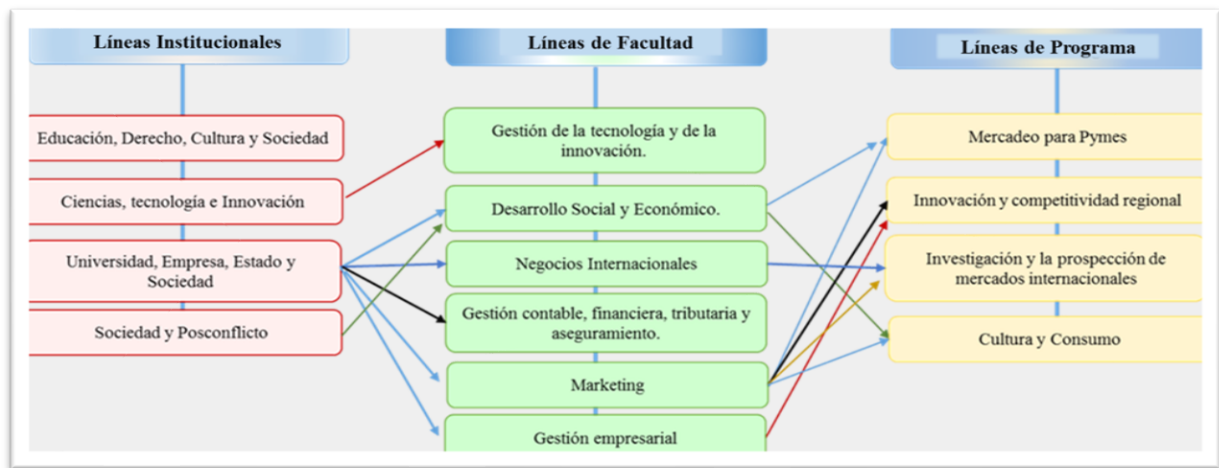 Líneas Institucionales
Educación, Derecho, Cultura y Sociedad
Ciencias, tecnología e Innovación
Universidad, Empresa, Estado y
Sociedad
Sociedad y Posconflicto
Líneas de Facultad
Gestión de la tecnología y de la
innovación.
Desarrollo Social y Económico.
Negocios Internacionales
Gestión contable, financiera, tributaria y
aseguramiento.
Marketing
Gestión empresarial
Líneas de Programa
Mercadeo para Pymes
Innovación y competitividad regional
Investigación y la prospección de
mercados internacionales
Cultura y Consumo